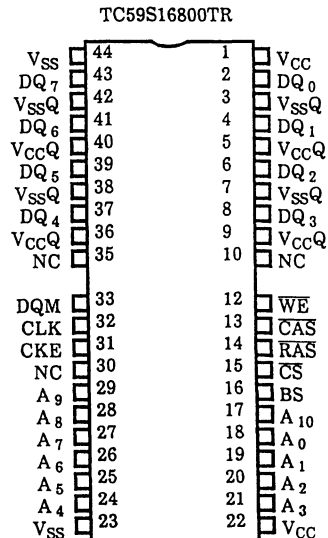 TC59S16800TR
VSS 44 1 VCC
DQ7 43 2 DQ0
VSSQ 42 3 VSSQ
DQ6 41 4 DQ1
VCCQ 40 5 VCCQ
DQ5 39 6 DQ2
VSSQ 38 7 VSSQ
DQ4 37 8 DQ3
VCCQ 36 9 VCCQ
NC 35 10 NC
DQM 33 12 W̅E̅
CLK 32 13 C̅A̅S̅
CKE 31 14 R̅A̅S̅
NC 30 15 C̅S̅
A9 29 16 BS
A8 28 17 A10
A7 27 18 A0
A6 26 19 A1
A5 25 20 A2
A4 24 21 A3
VSS 23 22 VCC